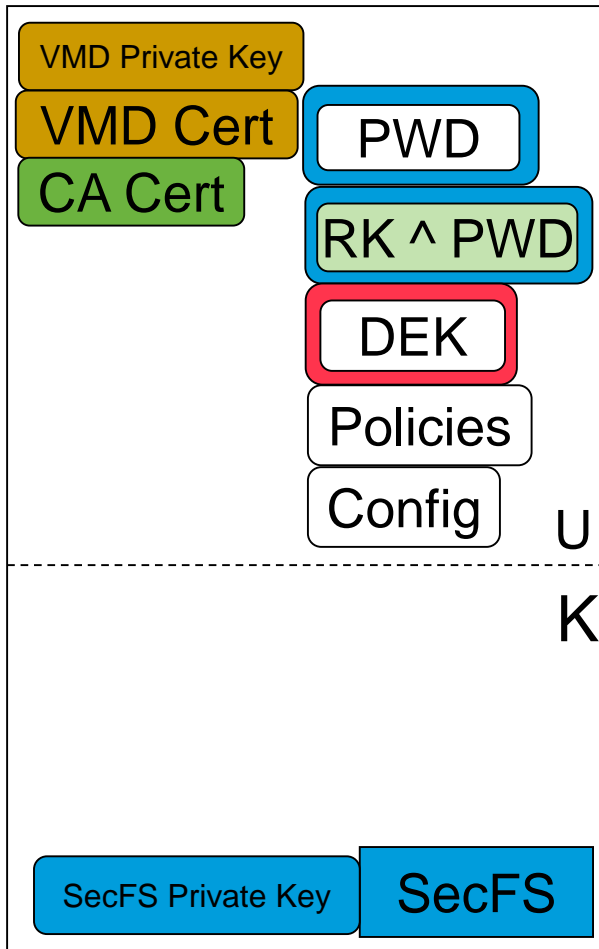 VMD Private Key
VMD Cert
CA Cert
PWD
RK ^ PWD
DEK
Policies
Config
U
K
SecFS Private Key
SecFS